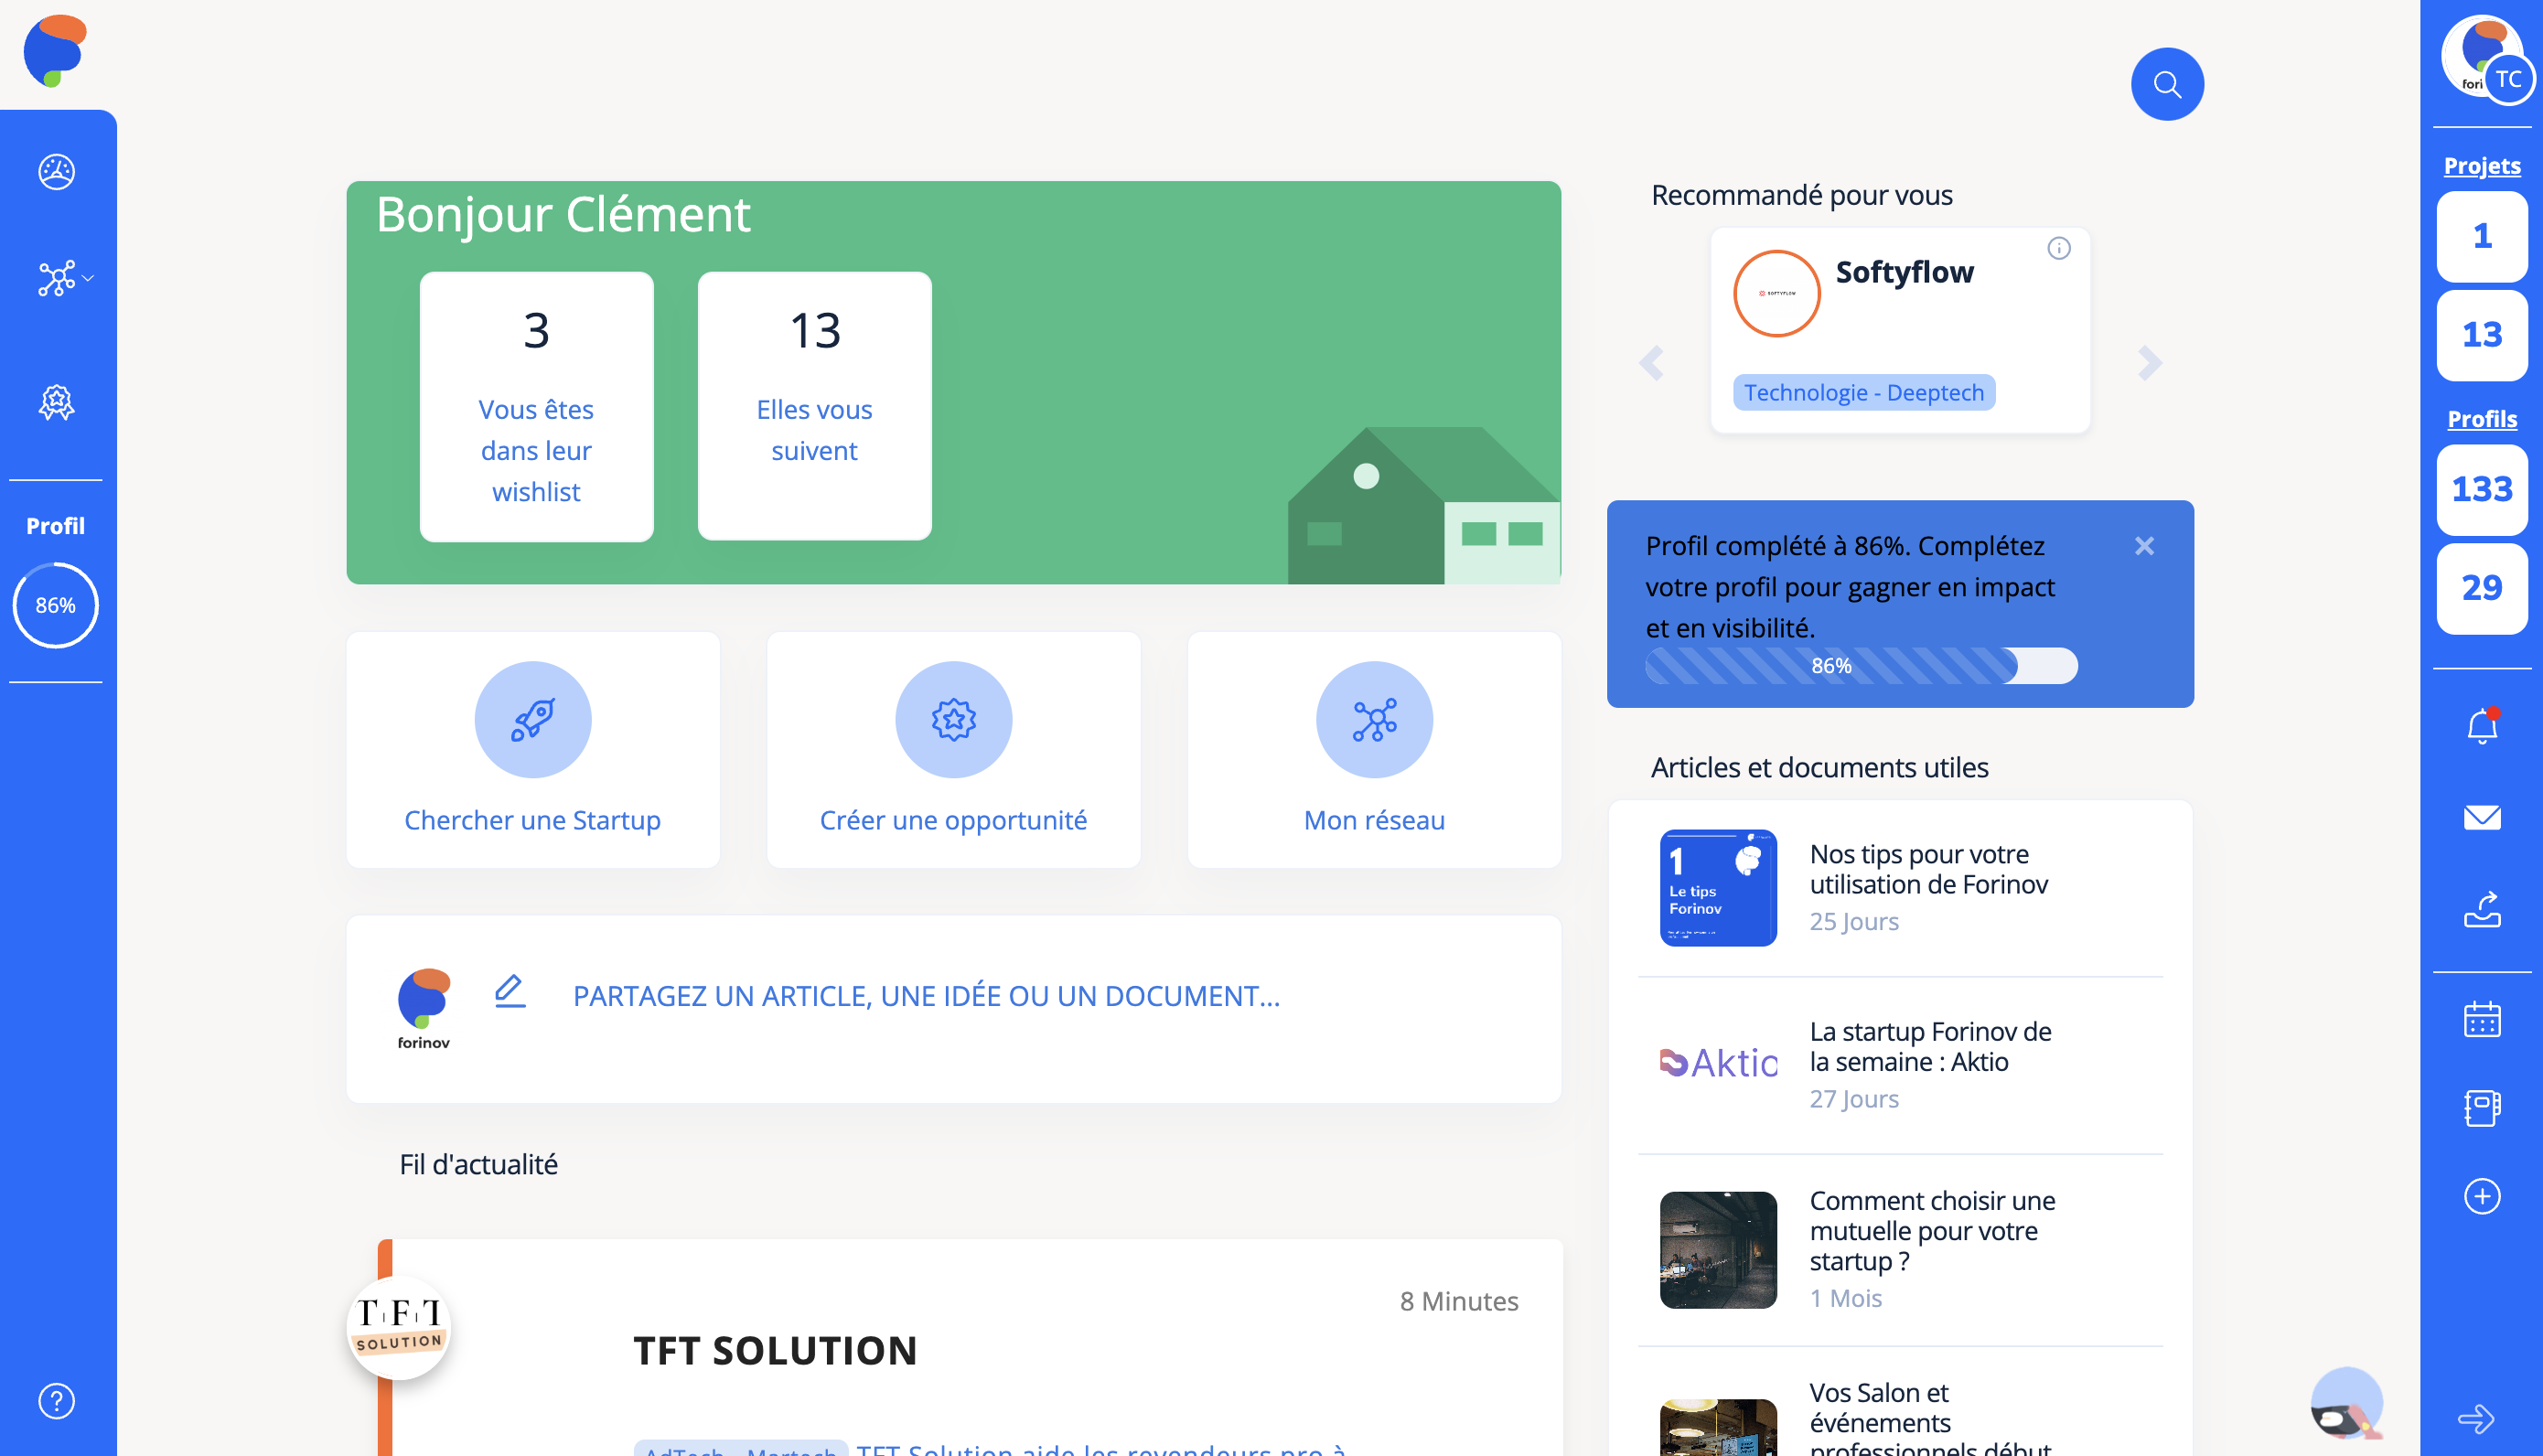 Profil
86%
Bonjour Clément
3
Vous êtes
dans leur
wishlist
13
Elles vous
suivent
Chercher une Startup
Créer une opportunité
Mon réseau
forinov
PARTAGEZ UN ARTICLE, UNE IDÉE OU UN DOCUMENT...
Fil d'actualité
TFT
SOLUTION
8 Minutes
TFT SOLUTION
AdTech - Martech TFT Solution aide les revendeurs pro à
Recommandé pour vous
SOFTYFLOW
Softyflow
Technologie - Deeptech
Profil complété à 86%. Complétez
votre profil pour gagner en impact
et en visibilité.
86%
Articles et documents utiles
1
Le tips
Forinov
Nos tips pour votre
utilisation de Forinov
25 Jours
Aktio
La startup Forinov de
la semaine : Aktio
27 Jours
Comment choisir une
mutuelle pour votre
startup ?
1 Mois
Vos Salon et
événements
professionnels début
fori
TC
Projets
1
13
Profils
133
29